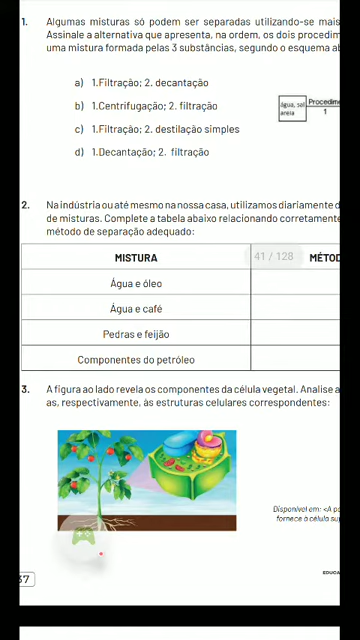 1. Algumas misturas só podem ser separadas utilizando-se mais
Assinale a alternativa que apresenta, na ordem, os dois procedim
uma mistura formada pelas 3 substâncias, segundo o esquema ab
a) 1.Filtração; 2. decantação
b) 1.Centrifugação; 2. filtração
c) 1.Filtração; 2. destilação simples
d) 1.Decantação; 2. filtração
água, sal
areia
Procedime
1
2. Na indústria ou até mesmo na nossa casa, utilizamos diariamente d
de misturas. Complete a tabela abaixo relacionando corretamente
método de separação adequado:
MISTURA 41 / 128 MÉTOD
Água e óleo
Água e café
Pedras e feijão
Componentes do petróleo
3. A figura ao lado revela os componentes da célula vegetal. Analise a
as, respectivamente, às estruturas celulares correspondentes:
Disponível em: <A pa
fornece à célula su
37
EDUCA